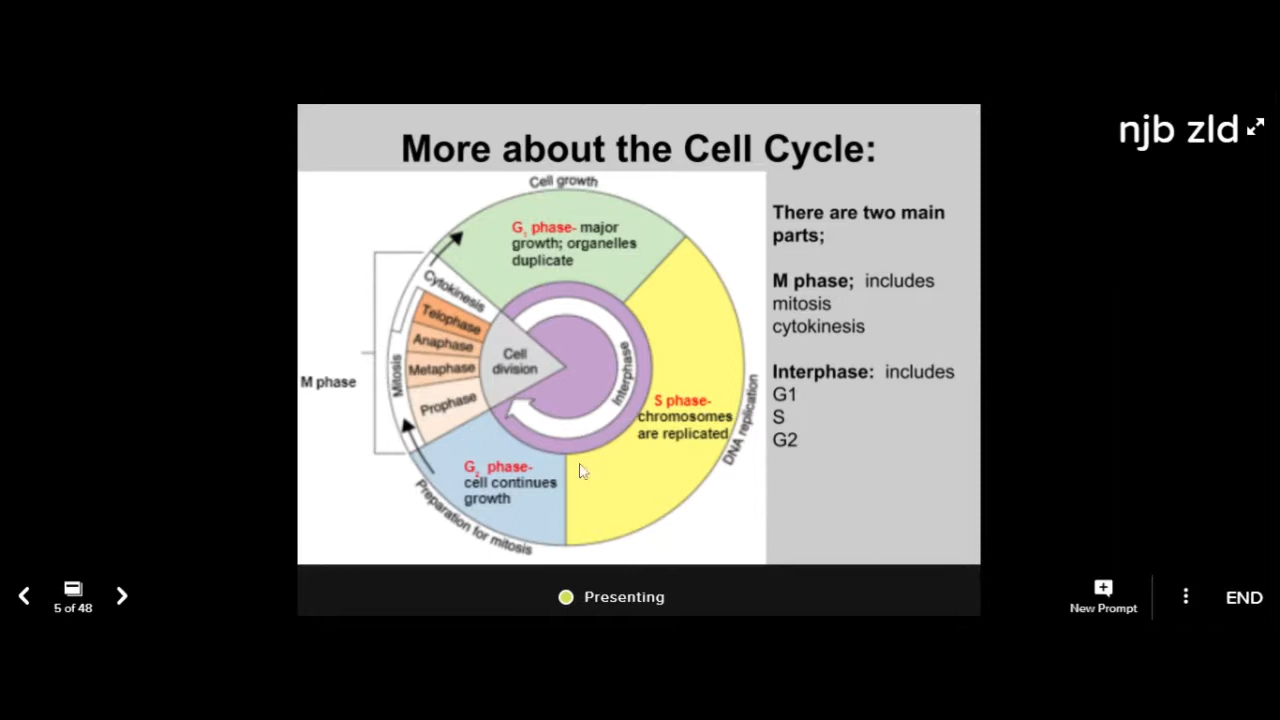 More about the Cell Cycle:
njb zld
Cell growth
G1 phase- major
growth; organelles
duplicate
There are two main
parts;
M phase; includes
mitosis
cytokinesis
Interphase: includes
G1
S
G2
Cytokinesis
Telophase
Anaphase
Metaphase
Prophase
Mitosis
M phase
Cell
division
Interphase
S phase-
chromosomes
are replicated
DNA replication
G2 phase-
cell continues
growth
Preparation for mitosis
5 of 48
Presenting
New Prompt
END